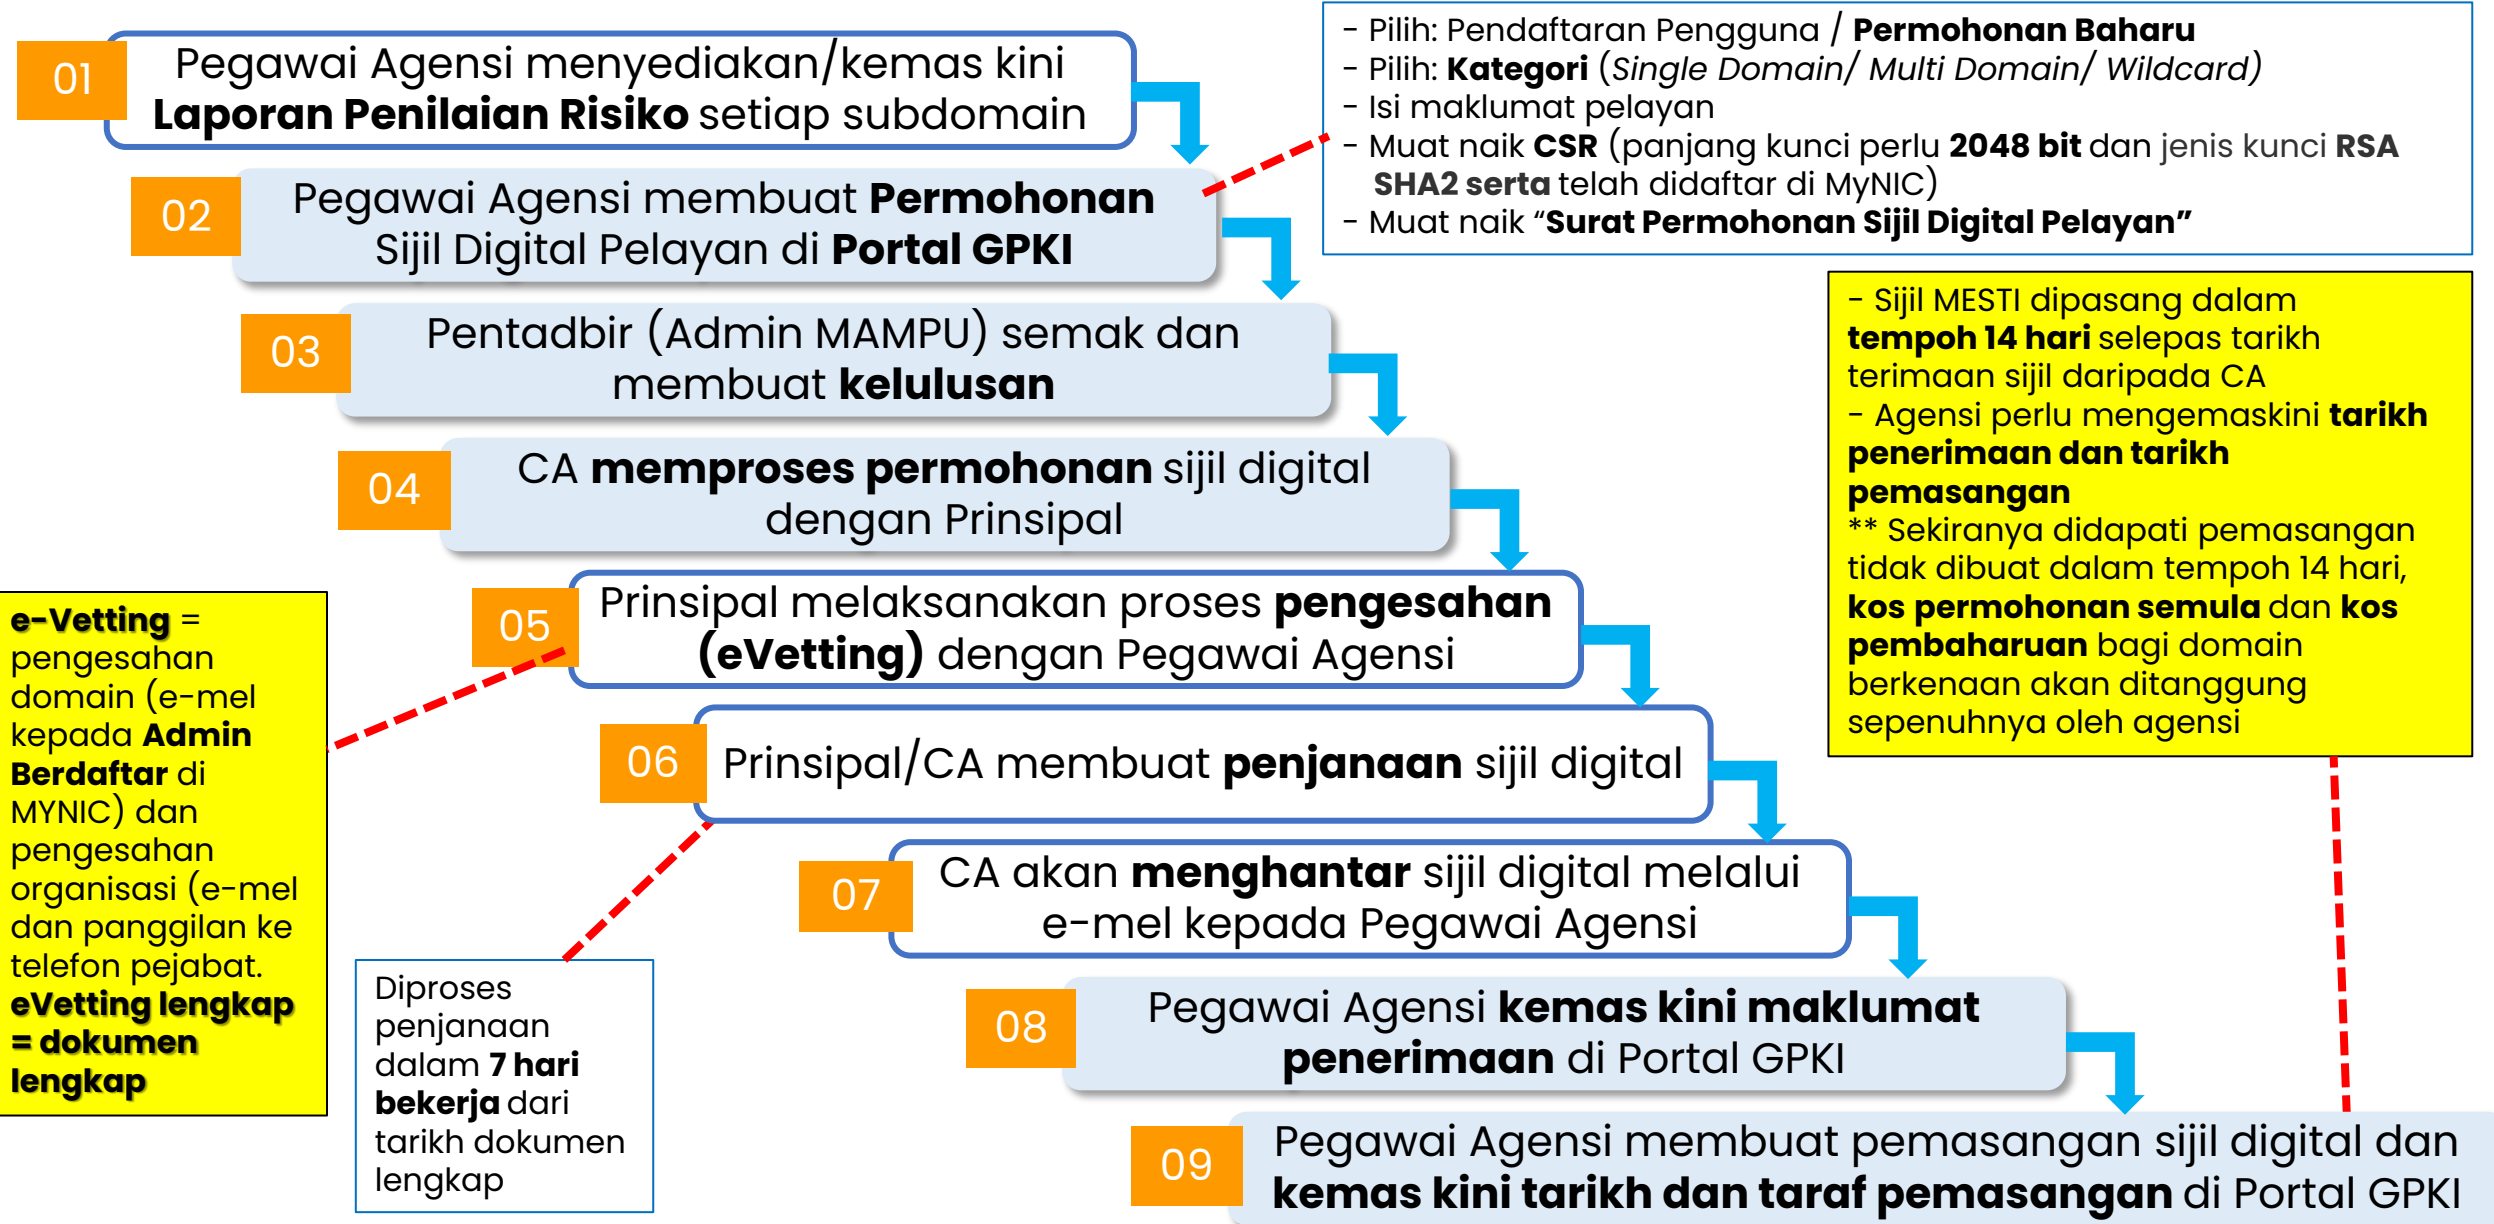 01
Pegawai Agensi menyediakan/kemas kini
Laporan Penilaian Risiko setiap subdomain
- Pilih: Pendaftaran Pengguna / Permohonan Baharu
- Pilih: Kategori (Single Domain/ Multi Domain/ Wildcard)
- Isi maklumat pelayan
- Muat naik CSR (panjang kunci perlu 2048 bit dan jenis kunci RSA
SHA2 serta telah didaftar di MyNIC)
- Muat naik “Surat Permohonan Sijil Digital Pelayan”
02
Pegawai Agensi membuat Permohonan
Sijil Digital Pelayan di Portal GPKI
03
Pentadbir (Admin MAMPU) semak dan
membuat kelulusan
- Sijil MESTI dipasang dalam
tempoh 14 hari selepas tarikh
terimaan sijil daripada CA
- Agensi perlu mengemaskini tarikh
penerimaan dan tarikh
pemasangan
** Sekiranya didapati pemasangan
tidak dibuat dalam tempoh 14 hari,
kos permohonan semula dan kos
pembaharuan bagi domain
berkenaan akan ditanggung
sepenuhnya oleh agensi
04
CA memproses permohonan sijil digital
dengan Prinsipal
05
Prinsipal melaksanakan proses pengesahan
(eVetting) dengan Pegawai Agensi
e-Vetting =
pengesahan
domain (e-mel
kepada Admin
Berdaftar di
MYNIC) dan
pengesahan
organisasi (e-mel
dan panggilan ke
telefon pejabat.
eVetting lengkap
= dokumen
lengkap
06
Prinsipal/CA membuat penjanaan sijil digital
Diproses
penjanaan
dalam 7 hari
bekerja dari
tarikh dokumen
lengkap
07
CA akan menghantar sijil digital melalui
e-mel kepada Pegawai Agensi
08
Pegawai Agensi kemas kini maklumat
penerimaan di Portal GPKI
09
Pegawai Agensi membuat pemasangan sijil digital dan
kemas kini tarikh dan taraf pemasangan di Portal GPKI